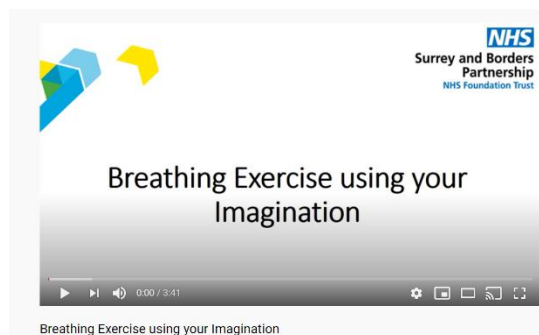 NHS
Surrey and Borders
Partnership
NHS Foundation Trust
Breathing Exercise using your
Imagination
0:00 / 3:41
Breathing Exercise using your Imagination